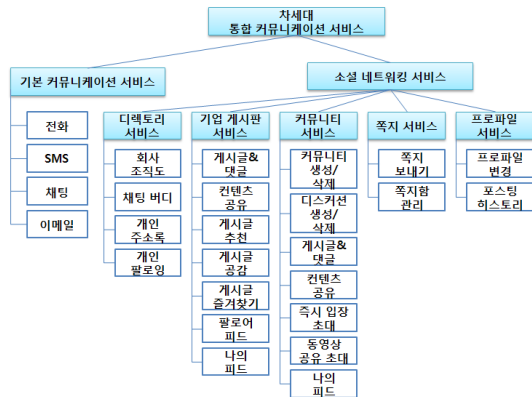 차세대
통합 커뮤니케이션 서비스
기본 커뮤니케이션 서비스
소셜 네트워킹 서비스
전화
SMS
채팅
이메일
디렉토리
서비스
회사
조직도
채팅 버디
개인
주소록
개인
팔로잉
기업 게시판
서비스
게시글&
댓글
컨텐츠
공유
게시글
추천
게시글
공감
게시글
즐겨찾기
팔로어
피드
나의
피드
커뮤니티
서비스
커뮤니티
생성/
삭제
디스커션
생성/
삭제
게시글&
댓글
컨텐츠
공유
즉시 입장
초대
동영상
공유 초대
나의
피드
쪽지 서비스
쪽지
보내기
쪽지함
관리
프로파일
서비스
프로파일
변경
포스팅
히스토리